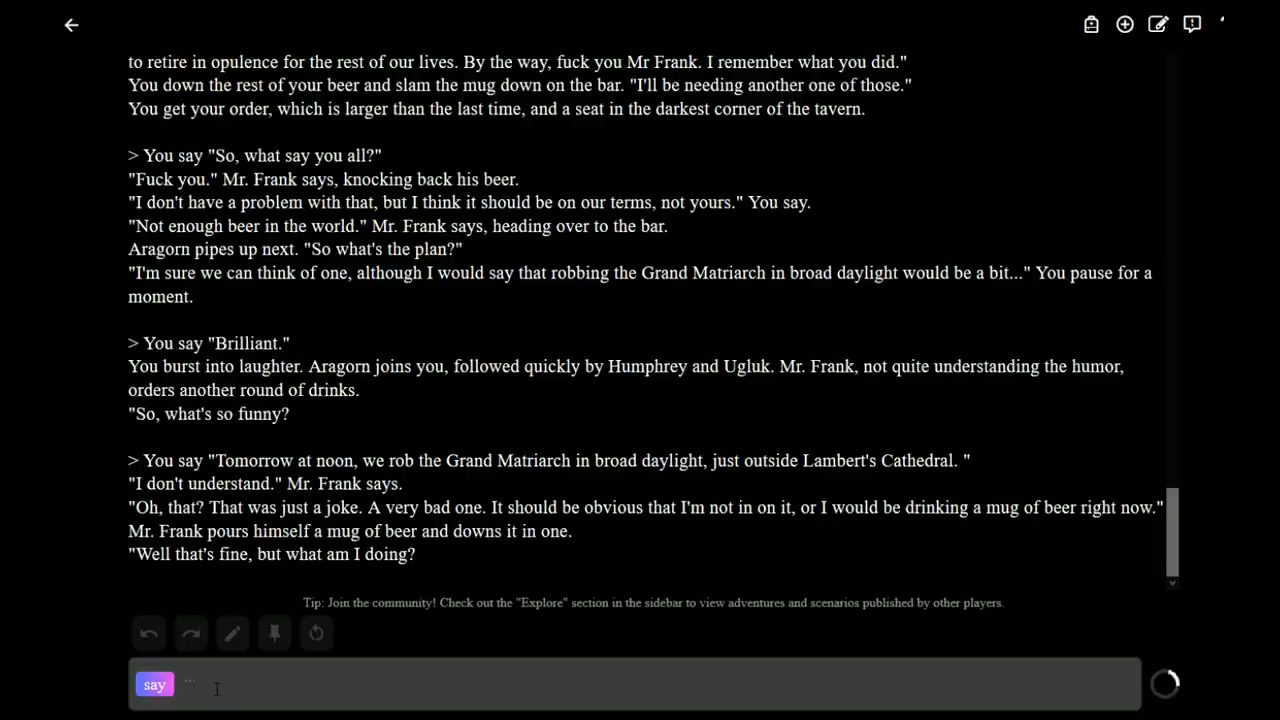 to retire in opulence for the rest of our lives. By the way, fuck you Mr Frank. I remember what you did."
You down the rest of your beer and slam the mug down on the bar. "I'll be needing another one of those."
You get your order, which is larger than the last time, and a seat in the darkest corner of the tavern.
> You say "So, what say you all?"
"Fuck you." Mr. Frank says, knocking back his beer.
"I don't have a problem with that, but I think it should be on our terms, not yours." You say.
"Not enough beer in the world." Mr. Frank says, heading over to the bar.
Aragorn pipes up next. "So what's the plan?"
"I'm sure we can think of one, although I would say that robbing the Grand Matriarch in broad daylight would be a bit..." You pause for a
moment.
> You say "Brilliant."
You burst into laughter. Aragorn joins you, followed quickly by Humphrey and Ugluk. Mr. Frank, not quite understanding the humor,
orders another round of drinks.
"So, what's so funny?
> You say "Tomorrow at noon, we rob the Grand Matriarch in broad daylight, just outside Lambert's Cathedral. "
"I don't understand." Mr. Frank says.
"Oh, that? That was just a joke. A very bad one. It should be obvious that I'm not in on it, or I would be drinking a mug of beer right now."
Mr. Frank pours himself a mug of beer and downs it in one.
"Well that's fine, but what am I doing?
Tip: Join the community! Check out the "Explore" section in the sidebar to view adventures and scenarios published by other players.
say ...